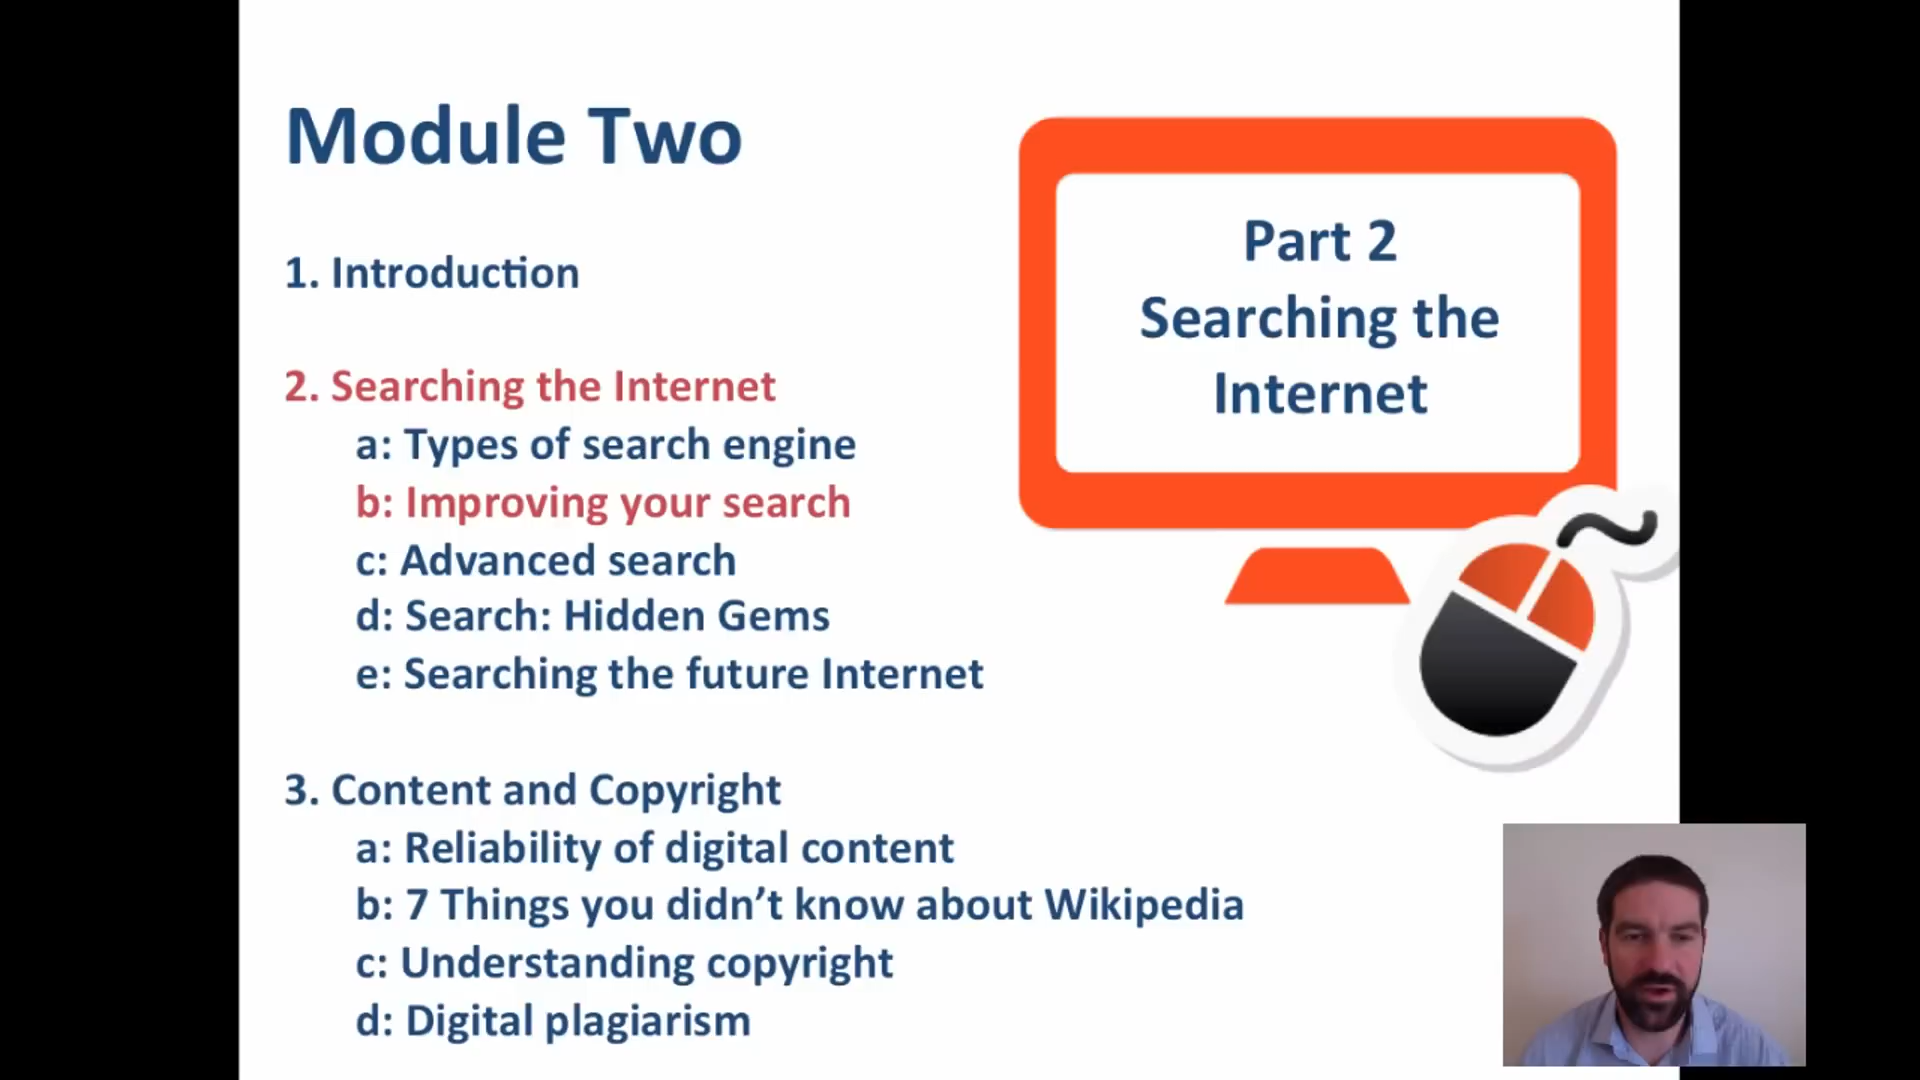 Module Two
1. Introduction
2. Searching the Internet
a: Types of search engine
b: Improving your search
c: Advanced search
d: Search: Hidden Gems
e: Searching the future Internet
3. Content and Copyright
a: Reliability of digital content
b: 7 Things you didn’t know about Wikipedia
c: Understanding copyright
d: Digital plagiarism
Part 2
Searching the
Internet